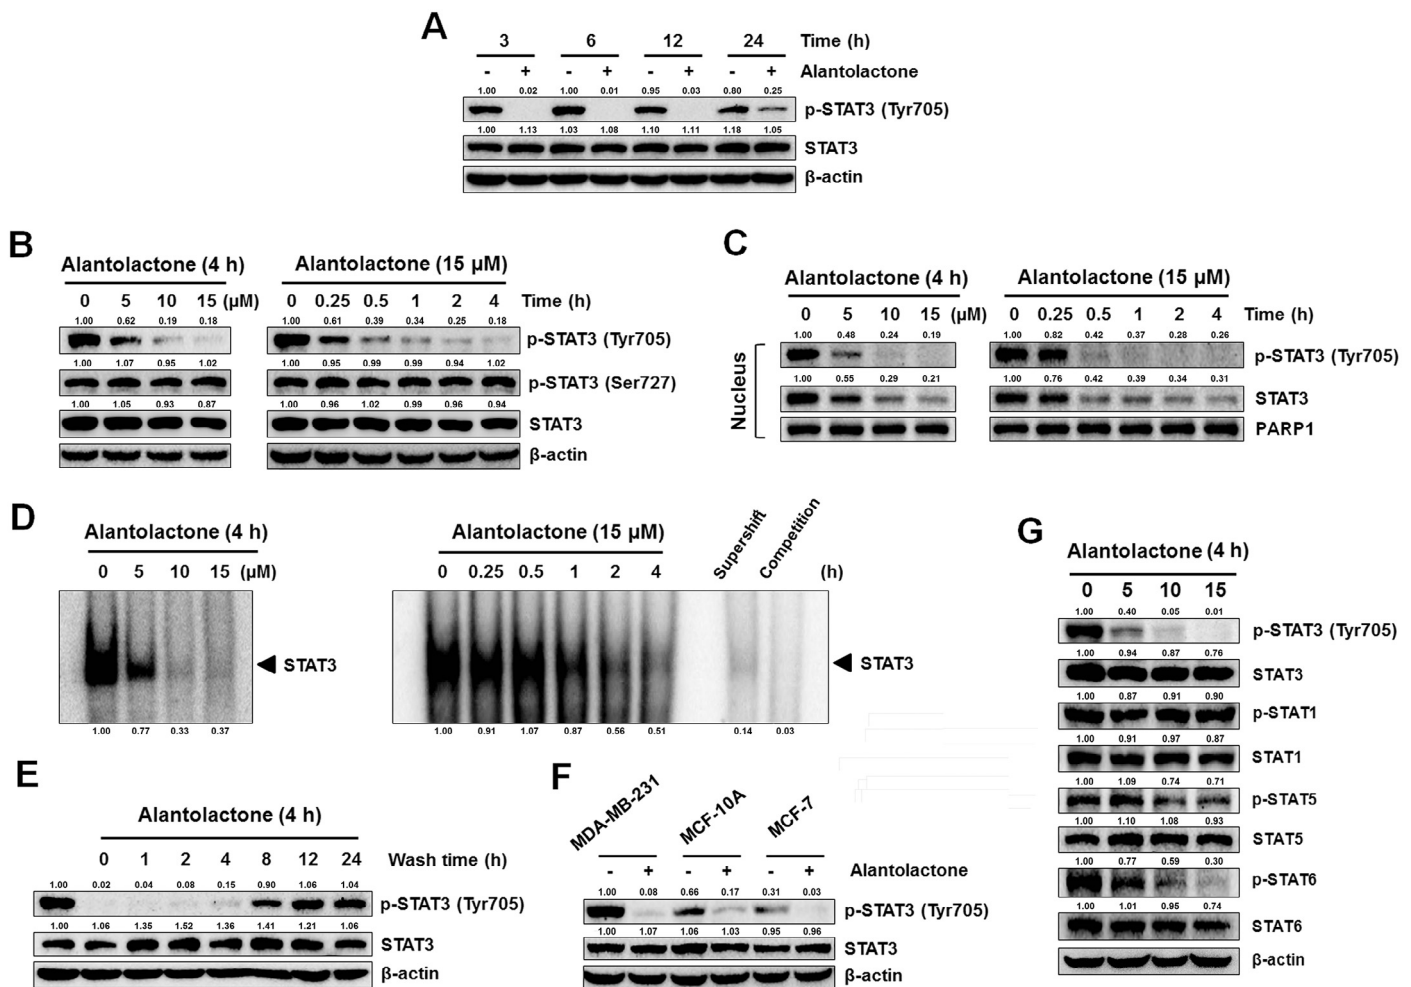 A
3 6 12 24 Time (h)
- + - + - + - + Alantolactone
1.00 0.02 1.00 0.01 0.95 0.03 0.80 0.25
p-STAT3 (Tyr705)
1.00 1.13 1.03 1.08 1.10 1.11 1.18 1.05
STAT3
β-actin
B
Alantolactone (4 h) Alantolactone (15 μM)
0 5 10 15 (μM) 0 0.25 0.5 1 2 4 Time (h)
1.00 0.62 0.19 0.18 1.00 0.61 0.39 0.34 0.25 0.18
p-STAT3 (Tyr705)
1.00 1.07 0.95 1.02 1.00 0.95 0.99 0.99 0.94 1.02
p-STAT3 (Ser727)
1.00 1.05 0.93 0.87 1.00 0.96 1.02 0.99 0.96 0.94
STAT3
β-actin
C
Alantolactone (4 h) Alantolactone (15 μM)
0 5 10 15 (μM) 0 0.25 0.5 1 2 4 Time (h)
1.00 0.48 0.24 0.19 1.00 0.82 0.42 0.37 0.28 0.26
p-STAT3 (Tyr705)
1.00 0.55 0.29 0.21 1.00 0.76 0.42 0.39 0.34 0.31
STAT3
PARP1
Nucleus
D
Alantolactone (4 h) Alantolactone (15 μM) Supershift Competition
0 5 10 15 (μM) 0 0.25 0.5 1 2 4 (h)
STAT3 STAT3
1.00 0.77 0.33 0.37 1.00 0.91 1.07 0.87 0.56 0.51 0.14 0.03
E
Alantolactone (4 h)
0 1 2 4 8 12 24 Wash time (h)
1.00 0.02 0.04 0.08 0.15 0.90 1.06 1.04
p-STAT3 (Tyr705)
1.00 1.06 1.35 1.52 1.36 1.41 1.21 1.06
STAT3
β-actin
F
MDA-MB-231 MCF-10A MCF-7
- + - + - + Alantolactone
1.00 0.08 0.66 0.17 0.31 0.03
p-STAT3 (Tyr705)
1.00 1.07 1.06 1.03 0.95 0.96
STAT3
β-actin
G
Alantolactone (4 h)
0 5 10 15
1.00 0.40 0.05 0.01
p-STAT3 (Tyr705)
1.00 0.94 0.87 0.76
STAT3
1.00 0.87 0.91 0.90
p-STAT1
1.00 0.91 0.97 0.87
STAT1
1.00 1.09 0.74 0.71
p-STAT5
1.00 1.10 1.08 0.93
STAT5
1.00 0.77 0.59 0.30
p-STAT6
1.00 1.01 0.95 0.74
STAT6
β-actin